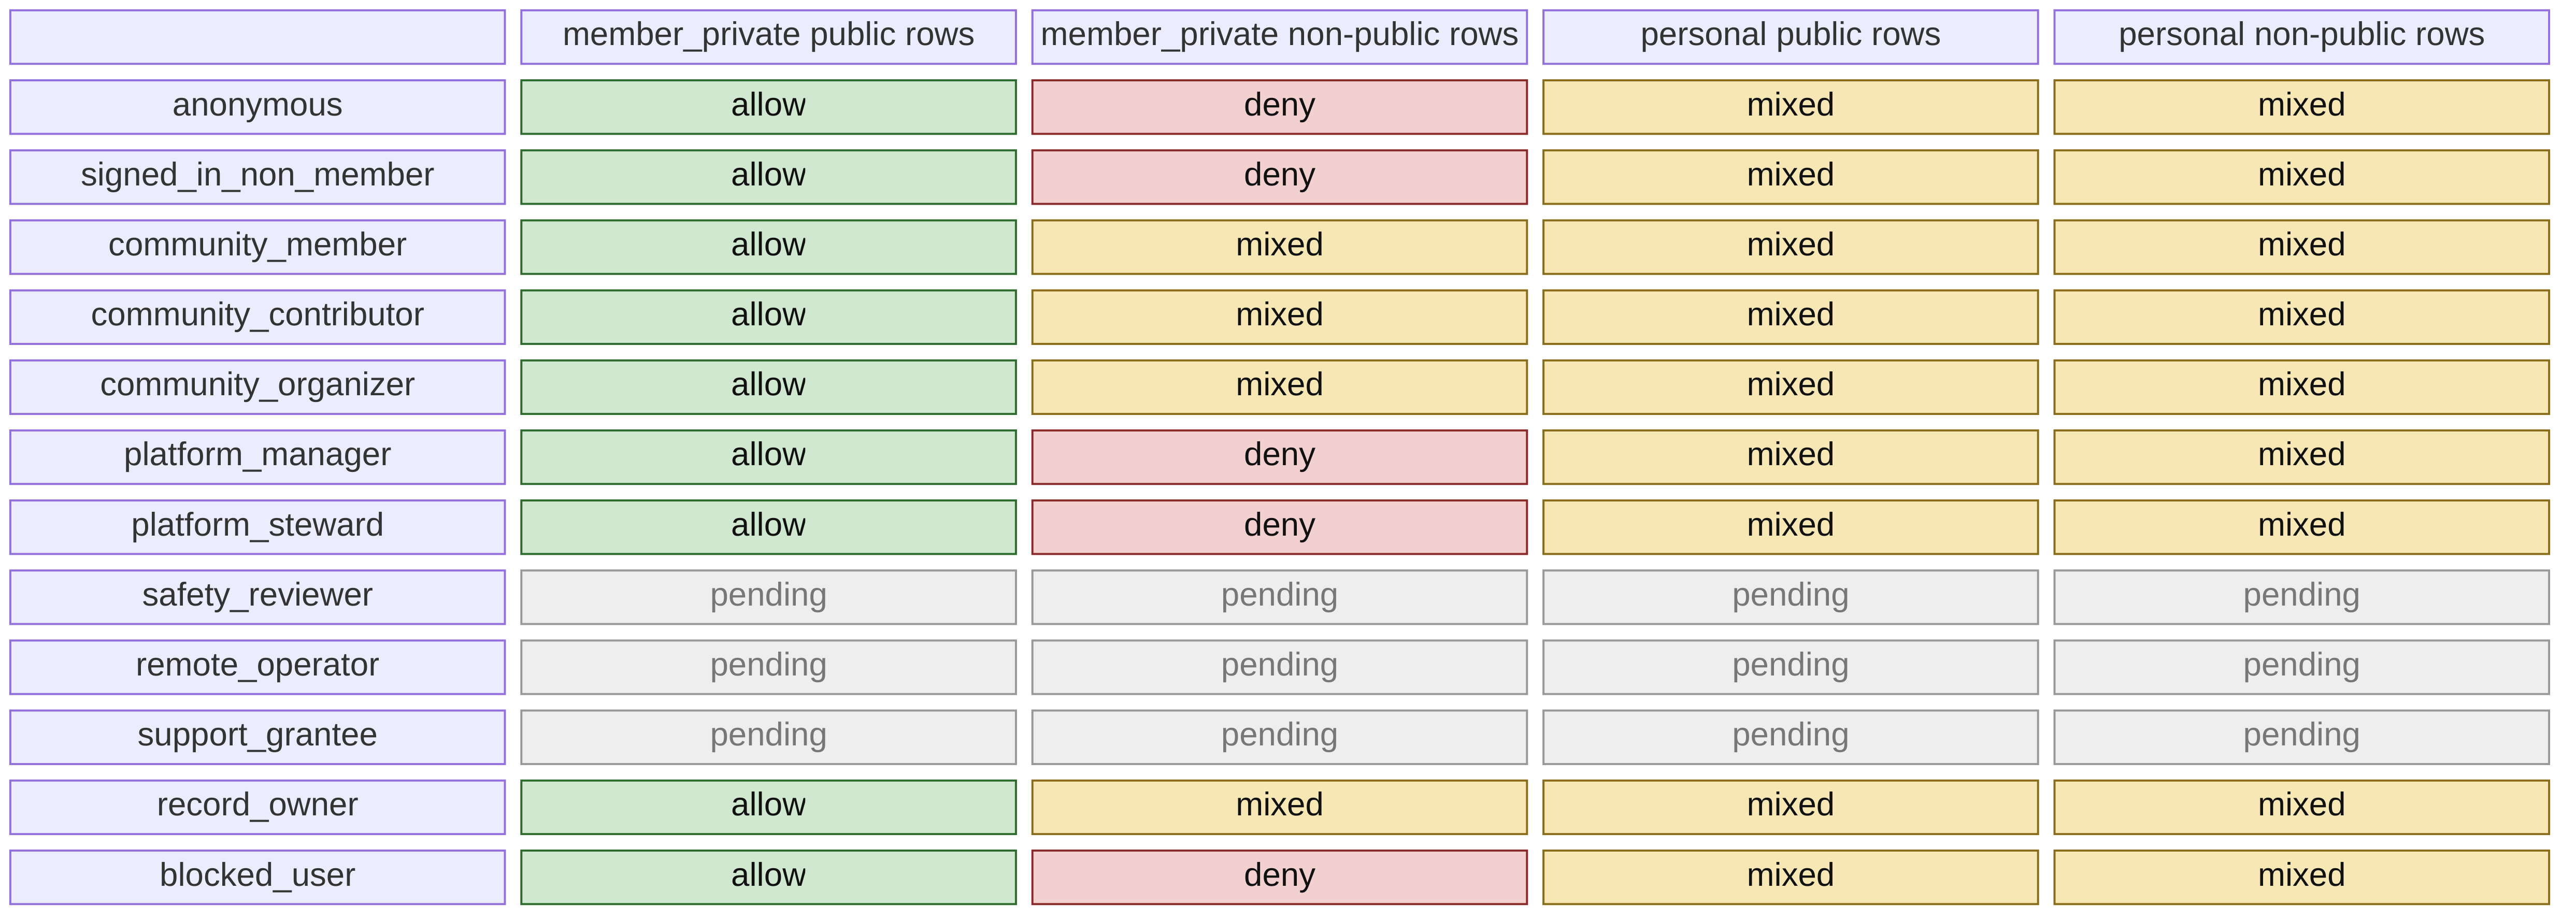 member_private public rows member_private non-public rows personal public rows personal non-public rows
anonymous allow deny mixed mixed
signed_in_non_member allow deny mixed mixed
community_member allow mixed mixed mixed
community_contributor allow mixed mixed mixed
community_organizer allow mixed mixed mixed
platform_manager allow deny mixed mixed
platform_steward allow deny mixed mixed
safety_reviewer pending pending pending pending
remote_operator pending pending pending pending
support_grantee pending pending pending pending
record_owner allow mixed mixed mixed
blocked_user allow deny mixed mixed